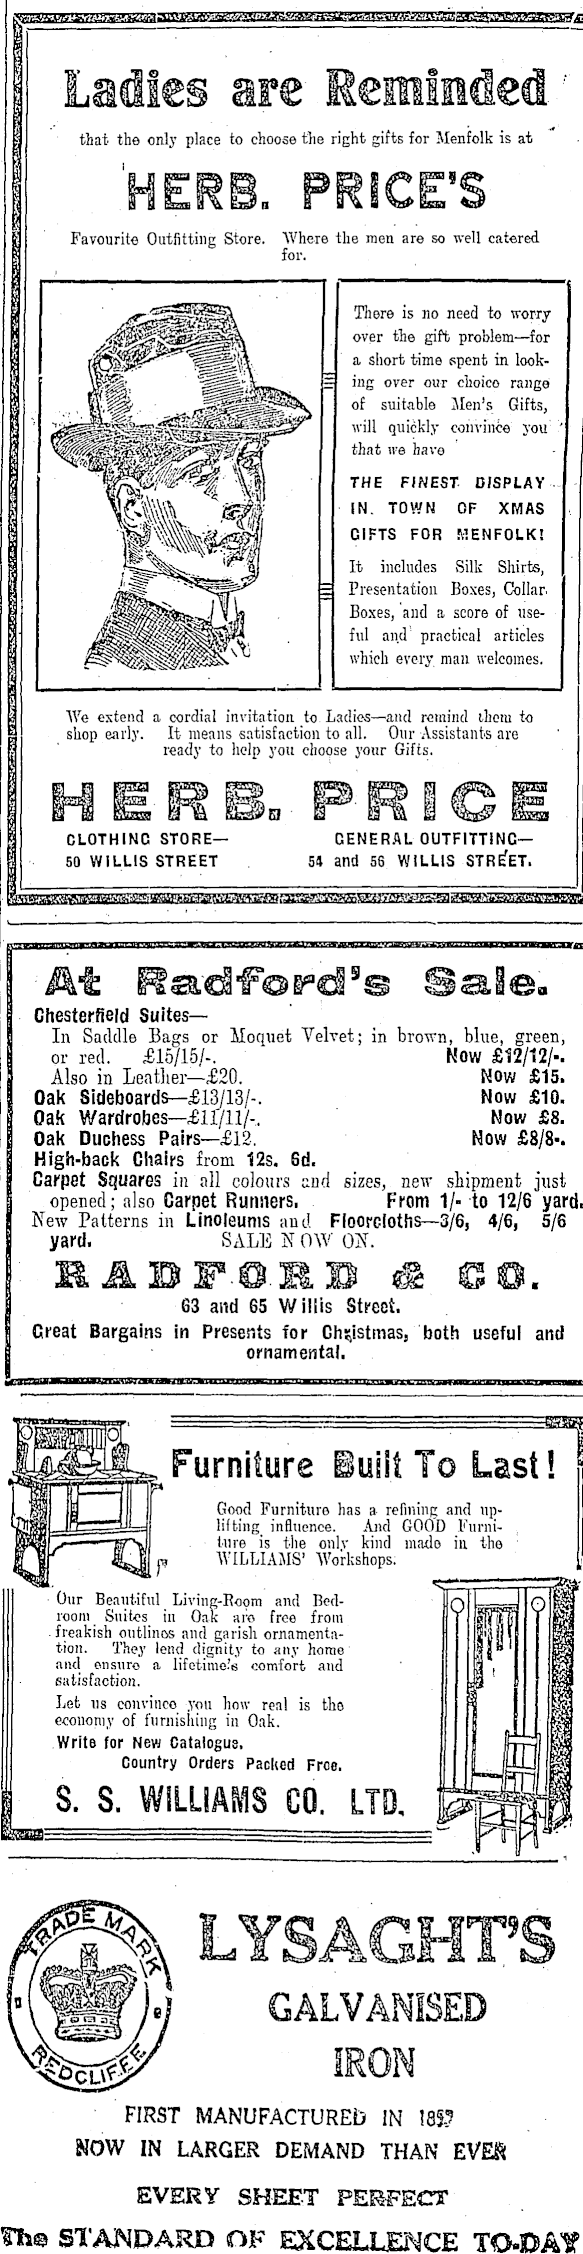 Ladies are Reminded
that the only place to choose the right gifts for Menfolk is at
HERB. PRICE'S
Favourite Outfitting Store. Where the men are so well catered
for.
There is no need to worry
over the gift problem—for
a short time spent in look-
ing over our choice range
of suitable Men's Gifts,
will quickly convince you
that we have
THE FINEST DISPLAY
IN TOWN OF XMAS
GIFTS FOR MENFOLK!
It includes Silk Shirts,
Presentation Boxes, Collar
Boxes, and a score of use-
ful and practical articles
which every man welcomes.
We extend a cordial invitation to Ladies—and remind them to
shop early. It means satisfaction to all. Our Assistants are
ready to help you choose your Gifts.
HERB. PRICE
CLOTHING STORE— GENERAL OUTFITTING—
50 WILLIS STREET 54 and 56 WILLIS STREET.
At Radford's Sale.
Chesterfield Suites—
In Saddle Bags or Moquet Velvet; in brown, blue, green,
or red. £15/15/-. Now £12/12/-.
Also in Leather—£20. Now £15.
Oak Sideboards—£13/13/-. Now £10.
Oak Wardrobes—£11/11/-. Now £8.
Oak Duchess Pairs—£12. Now £8/8-.
High-back Chairs from 12s. 6d.
Carpet Squares in all colours and sizes, new shipment just
opened; also Carpet Runners. From 1/- to 12/6 yard.
New Patterns in Linoleums and Floorcloths—3/6, 4/6, 5/6
yard. SALE NOW ON.
RADFORD & CO.
63 and 65 Willis Street.
Great Bargains in Presents for Christmas, both useful and
ornamental.
Furniture Built To Last!
Good Furniture has a refining and up-
lifting influence. And GOOD Furni-
ture is the only kind made in the
WILLIAMS' Workshops.
Our Beautiful Living-Room and Bed-
room Suites in Oak are free from
freakish outlines and garish ornamenta-
tion. They lend dignity to any home
and ensure a lifetime's comfort and
satisfaction.
Let us convince you how real is the
economy of furnishing in Oak.
Write for New Catalogue.
Country Orders Packed Free.
S. S. WILLIAMS CO. LTD.
TRADE MARK
REDCLIFFE
LYSAGHT'S
GALVANISED
IRON
FIRST MANUFACTURED IN
NOW IN LARGER DEMAND THAN EVER
EVERY SHEET PERFECT
The STANDARD OF EXCELLENCE TO-DAY